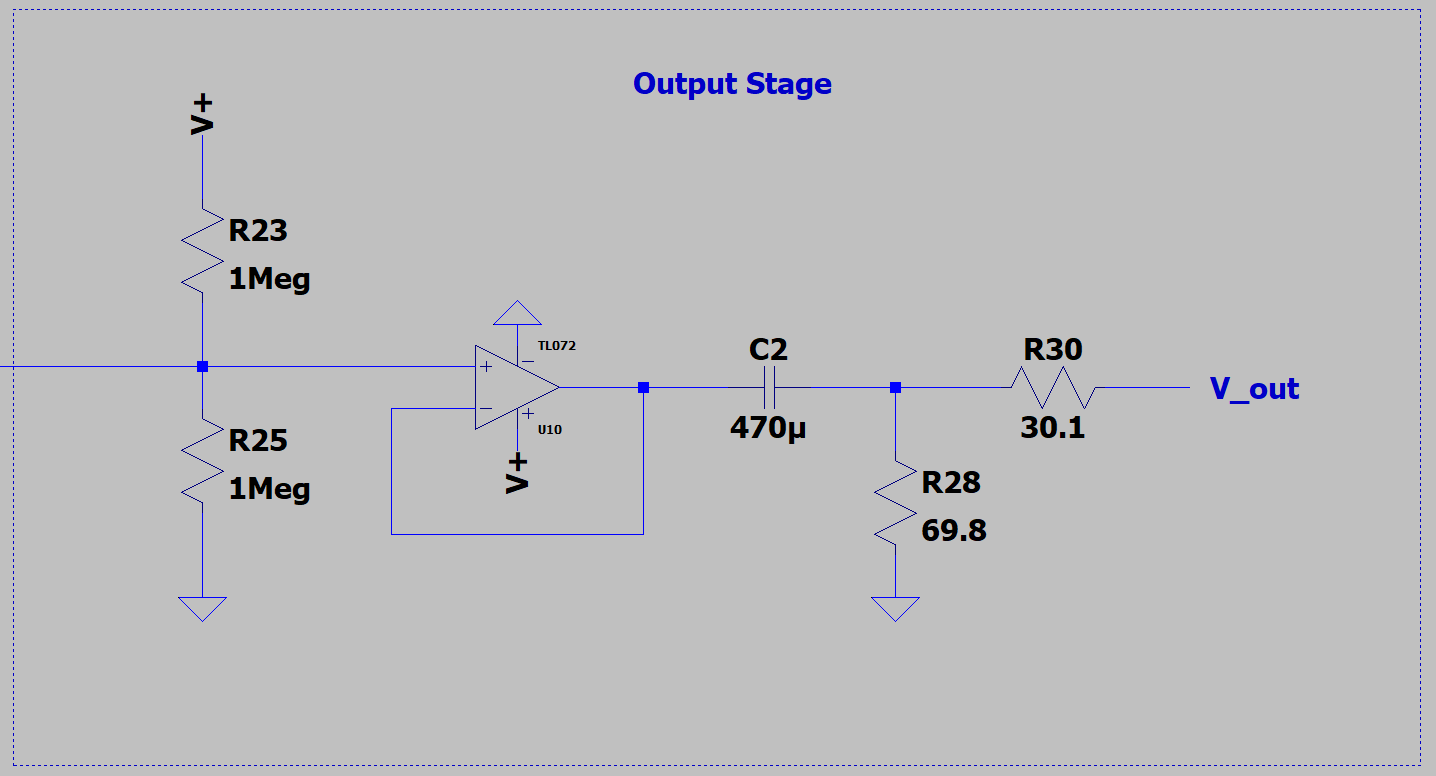 Output Stage
V+
R23
1Meg
R25
1Meg
+
−
TL072
−
+
U10
V+
C2
470µ
R28
69.8
R30
30.1
V_out